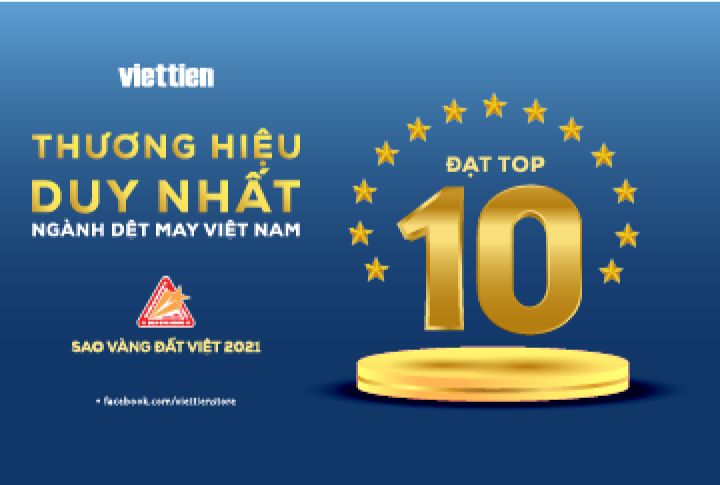 viettien
THƯƠNG HIỆU
DUY NHẤT
NGÀNH DỆT MAY VIỆT NAM
SAO VÀNG ĐẤT VIỆT 2021
• facebook.com/viettienstore
ĐẠT TOP
10